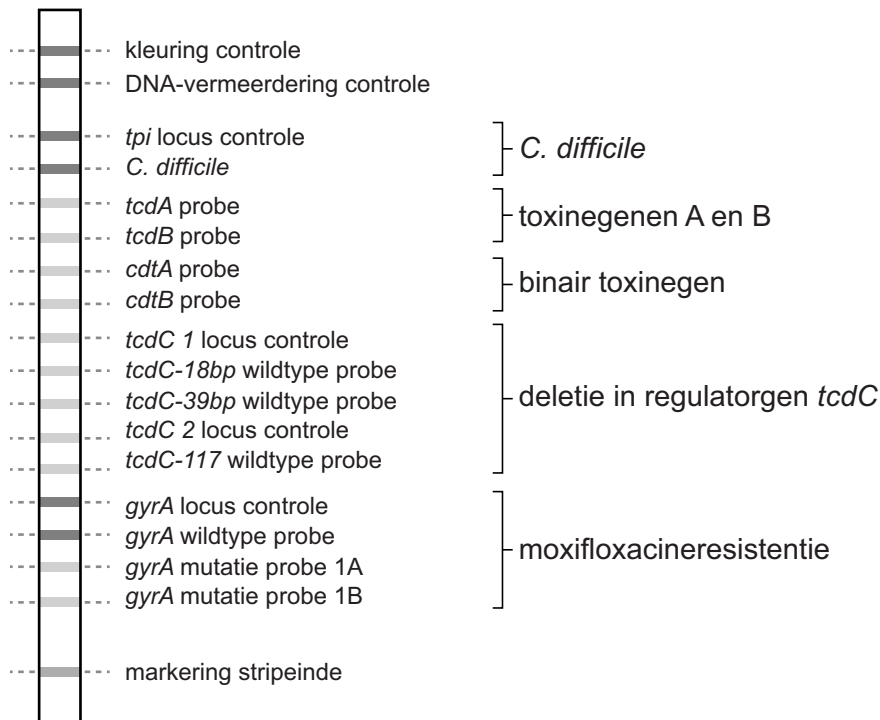 kleuring controle
DNA-vermeerdering controle
tpi locus controle
C. difficile
C. difficile
tcdA probe
tcdB probe
toxinegenen A en B
cdtA probe
cdtB probe
binair toxinegen
tcdC 1 locus controle
tcdC-18bp wildtype probe
tcdC-39bp wildtype probe
tcdC 2 locus controle
tcdC-117 wildtype probe
deletie in regulatorgen tcdC
gyrA locus controle
gyrA wildtype probe
gyrA mutatie probe 1A
gyrA mutatie probe 1B
moxifloxacineresistentie
markering stripeinde